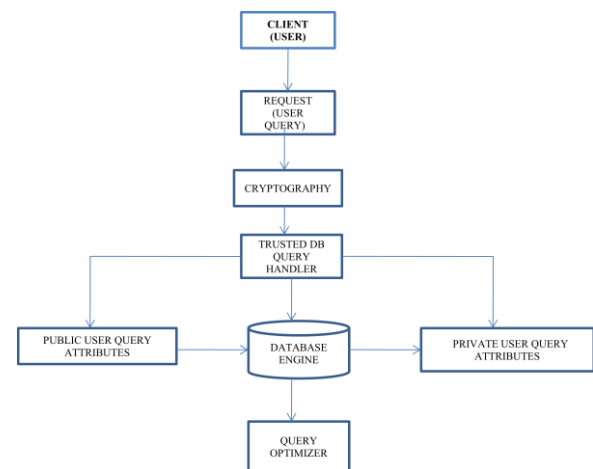 CLIENT
(USER)
REQUEST
(USER
QUERY)
CRYPTOGRAPHY
TRUSTED DB
QUERY
HANDLER
PUBLIC USER QUERY
ATTRIBUTES
DATABASE
ENGINE
PRIVATE USER QUERY
ATTRIBUTES
QUERY
OPTIMIZER